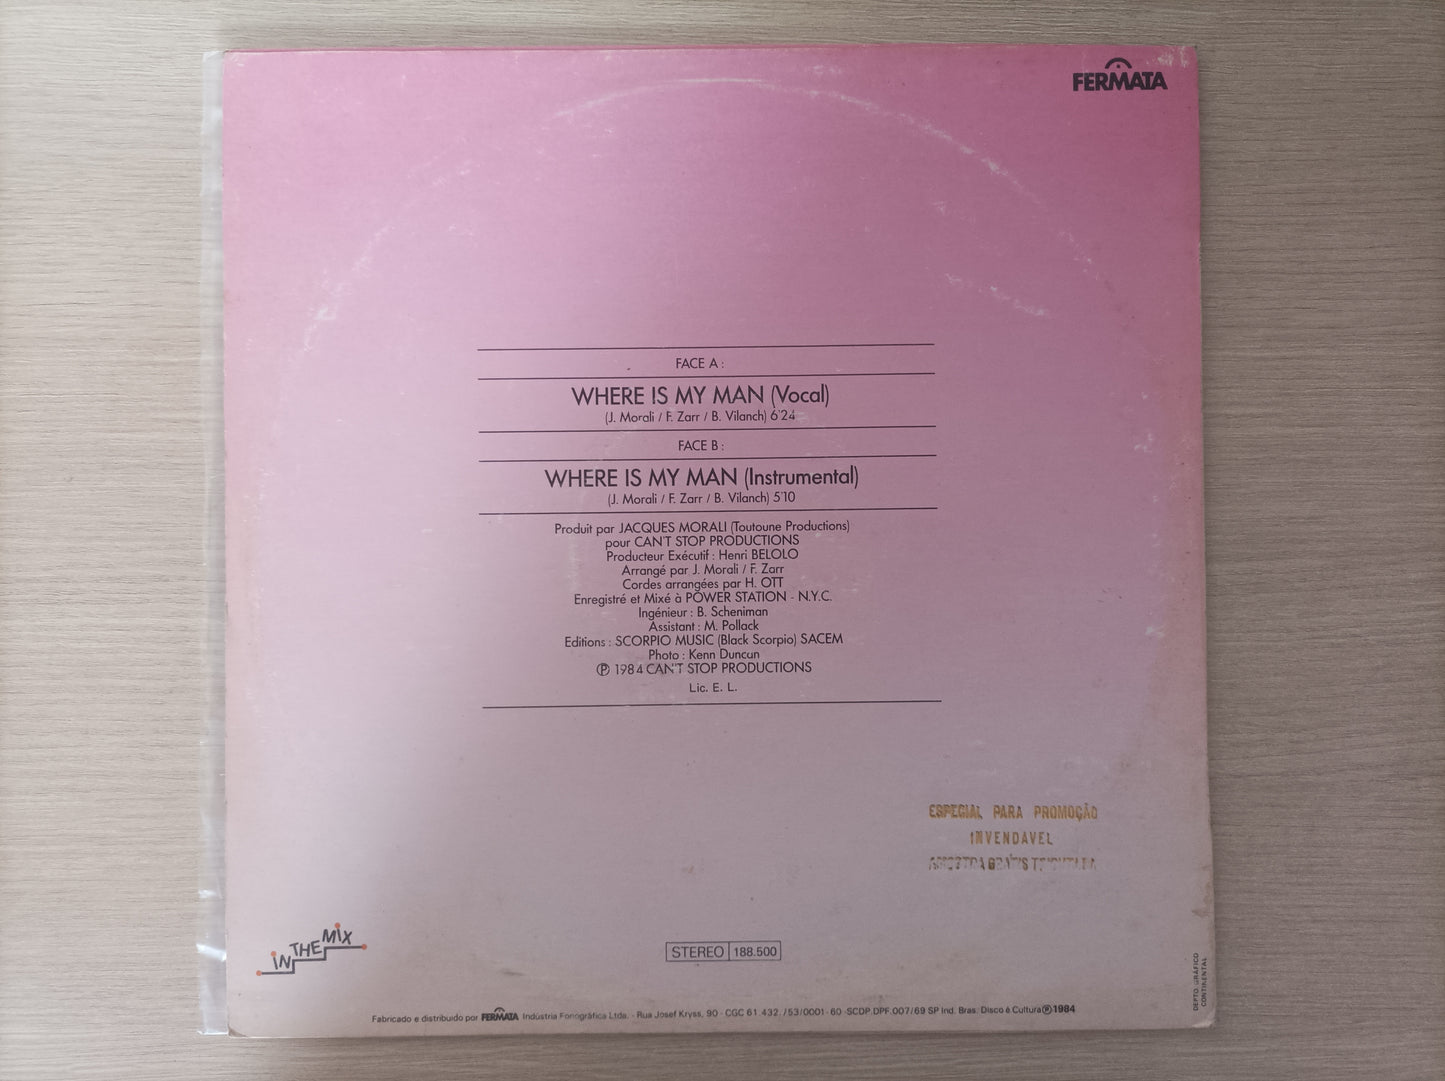 FERMATA
FACE A :
WHERE IS MY MAN (Vocal)
(J. Morali / F. Zarr / B. Vilanch) 6'24
FACE B :
WHERE IS MY MAN (Instrumental)
(J. Morali / F. Zarr / B. Vilanch) 5'10
Produit par JACQUES MORALI (Toutoune Productions)
pour CAN'T STOP PRODUCTIONS
Producteur Exécutif : Henri BELOLO
Arrangé par J. Morali / F. Zarr
Cordes arrangées par H. OTT
Enregistré et Mixé à POWER STATION - N.Y.C.
Ingénieur : B. Scheniman
Assistant : M. Pollack
Editions : SCORPIO MUSIC (Black Scorpio) SACEM
Photo : Kenn Duncan
℗ 1984 CAN'T STOP PRODUCTIONS
Lic. E. L.
ESPECIAL PARA PROMOÇÃO
INVENDAVEL
IN THE MIX
STEREO 188.500
DEPTO. GRÁFICO
CONTINENTAL
Fabricado e distribuido por FERMATA Indústria Fonográfica Ltda. - Rua Josef Kryss, 90 - CGC 61.432./53/0001-60 -SCDP.DPF.007/69 SP Ind. Bras. Disco é Cultura ℗ 1984